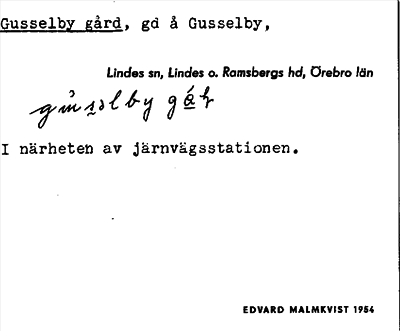 Gusselby gård, gd å Gusselby,
Lindes sn, Lindes o. Ramsbergs hd, Örebro län
I närheten av järnvägsstationen.
EDVARD MALMKVIST 1954